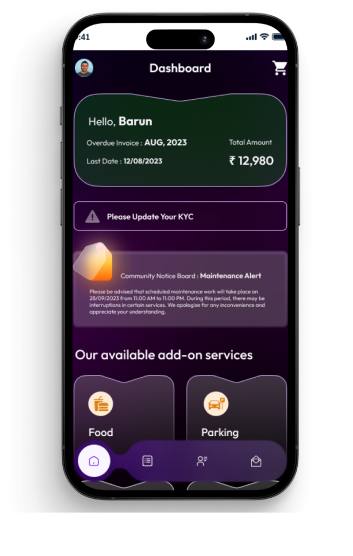 :41
Dashboard
Hello, Barun
Overdue Invoice : AUG, 2023
Total Amount
Last Date : 12/08/2023
₹ 12,980
Please Update Your KYC
Community Notice Board : Maintenance Alert
Please be advised that scheduled maintenance work will take place on
28/09/2023 from 11:00 AM to 11:00 PM. During this period, there may be
interruptions in certain services. We apologize for any inconvenience and
appreciate your understanding.
Our available add-on services
Food
Parking